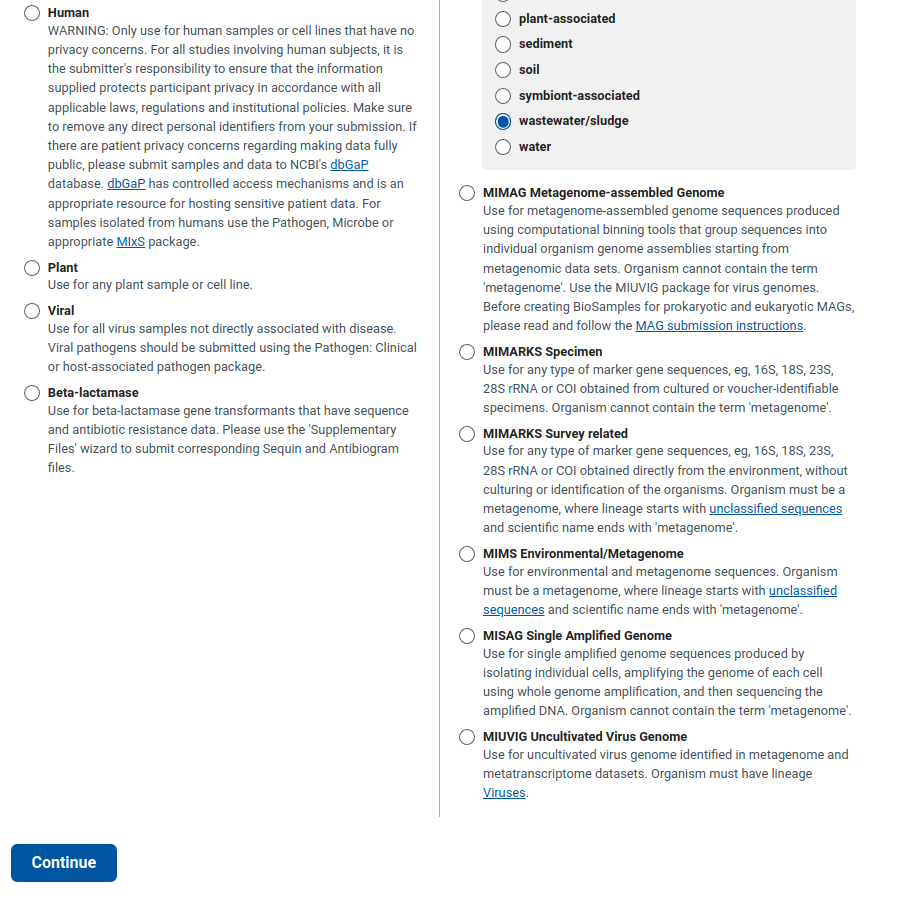 Human
WARNING: Only use for human samples or cell lines that have no
privacy concerns. For all studies involving human subjects, it is
the submitter's responsibility to ensure that the information
supplied protects participant privacy in accordance with all
applicable laws, regulations and institutional policies. Make sure
to remove any direct personal identifiers from your submission. If
there are patient privacy concerns regarding making data fully
public, please submit samples and data to NCBI's dbGaP
database. dbGaP has controlled access mechanisms and is an
appropriate resource for hosting sensitive patient data. For
samples isolated from humans use the Pathogen, Microbe or
appropriate MIxS package.
Plant
Use for any plant sample or cell line.
Viral
Use for all virus samples not directly associated with disease.
Viral pathogens should be submitted using the Pathogen: Clinical
or host-associated pathogen package.
Beta-lactamase
Use for beta-lactamase gene transformants that have sequence
and antibiotic resistance data. Please use the 'Supplementary
Files' wizard to submit corresponding Sequin and Antibiogram
files.
plant-associated
sediment
soil
symbiont-associated
wastewater/sludge
water
MIMAG Metagenome-assembled Genome
Use for metagenome-assembled genome sequences produced
using computational binning tools that group sequences into
individual organism genome assemblies starting from
metagenomic data sets. Organism cannot contain the term
'metagenome'. Use the MIUVIG package for virus genomes.
Before creating BioSamples for prokaryotic and eukaryotic MAGs,
please read and follow the MAG submission instructions.
MIMARKS Specimen
Use for any type of marker gene sequences, eg, 16S, 18S, 23S,
28S rRNA or COI obtained from cultured or voucher-identifiable
specimens. Organism cannot contain the term 'metagenome'.
MIMARKS Survey related
Use for any type of marker gene sequences, eg, 16S, 18S, 23S,
28S rRNA or COI obtained directly from the environment, without
culturing or identification of the organisms. Organism must be a
metagenome, where lineage starts with unclassified sequences
and scientific name ends with 'metagenome'.
MIMS Environmental/Metagenome
Use for environmental and metagenome sequences. Organism
must be a metagenome, where lineage starts with unclassified
sequences and scientific name ends with 'metagenome'.
MISAG Single Amplified Genome
Use for single amplified genome sequences produced by
isolating individual cells, amplifying the genome of each cell
using whole genome amplification, and then sequencing the
amplified DNA. Organism cannot contain the term 'metagenome'.
MIUVIG Uncultivated Virus Genome
Use for uncultivated virus genome identified in metagenome and
metatranscriptome datasets. Organism must have lineage
Viruses.
Continue